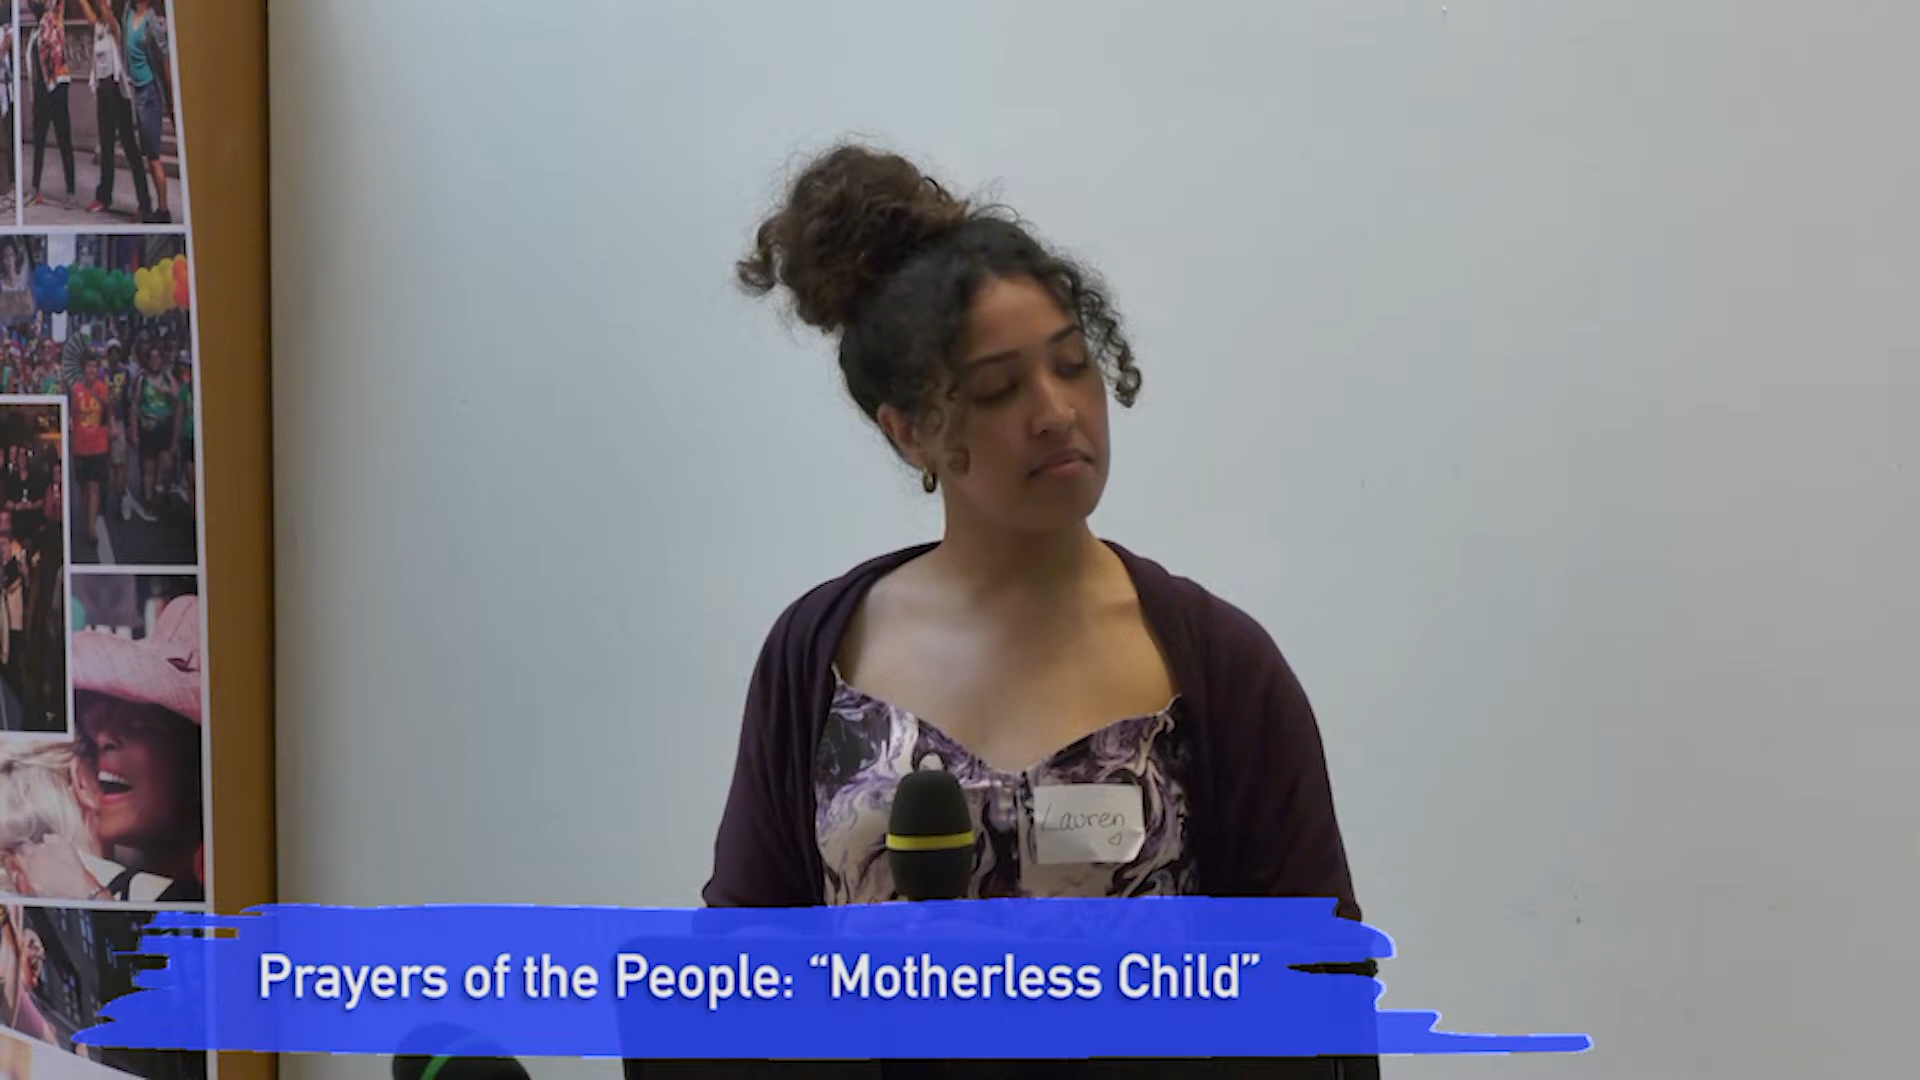 Lauren
Prayers of the People: “Motherless Child”